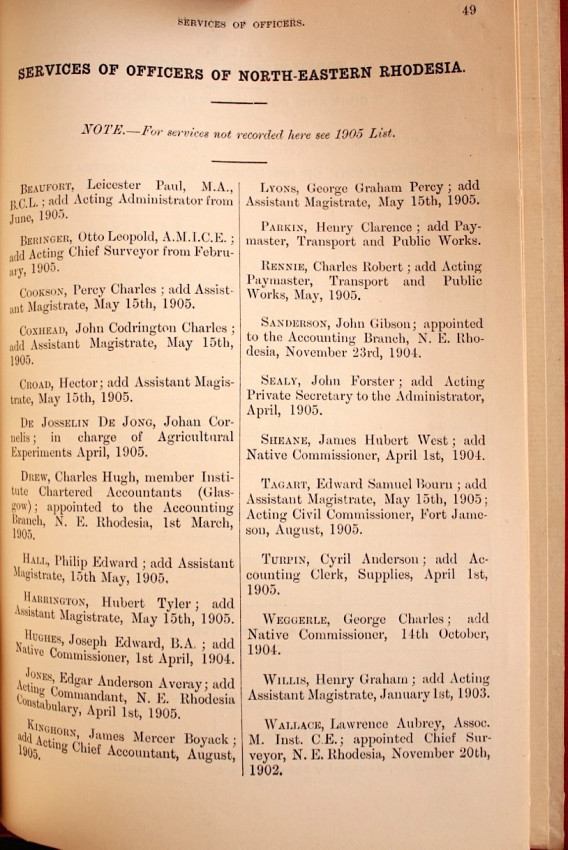 SERVICES OF OFFICERS.
49
SERVICES OF OFFICERS OF NORTH-EASTERN RHODESIA.
NOTE.—For services not recorded here see 1905 List.
BEAUFORT, Leicester Paul, M.A.,
B.C.L.; add Acting Administrator from
June, 1905.
BERINGER, Otto Leopold, A.M.I.C.E.;
add Acting Chief Surveyor from Febru-
ary, 1905.
COOKSON, Percy Charles; add Assist-
ant Magistrate, May 15th, 1905.
COXHEAD, John Codrington Charles;
add Assistant Magistrate, May 15th,
1905.
CROAD, Hector; add Assistant Magis-
trate, May 15th, 1905.
DE JOSSELIN DE JONG, Johan Cor-
nelis; in charge of Agricultural
Experiments April, 1905.
DREW, Charles Hugh, member Insti-
tute Chartered Accountants (Glas-
gow); appointed to the Accounting
Branch, N. E. Rhodesia, 1st March,
1905.
HALL, Philip Edward; add Assistant
Magistrate, 15th May, 1905.
HARRINGTON, Hubert Tyler; add
Assistant Magistrate, May 15th, 1905.
HUGHES, Joseph Edward, B.A.; add
Native Commissioner, 1st April, 1904.
JONES, Edgar Anderson Averay; add
Acting Commandant, N. E. Rhodesia
Constabulary, April 1st, 1905.
KINGHORN, James Mercer Boyack;
add Acting Chief Accountant, August,
1905.
LYONS, George Graham Percy; add
Assistant Magistrate, May 15th, 1905.
PARKIN, Henry Clarence; add Pay-
master, Transport and Public Works.
RENNIE, Charles Robert; add Acting
Paymaster, Transport and Public
Works, May, 1905.
SANDERSON, John Gibson; appointed
to the Accounting Branch, N. E. Rho-
desia, November 23rd, 1904.
SEALY, John Forster; add Acting
Private Secretary to the Administrator,
April, 1905.
SHEANE, James Hubert West; add
Native Commissioner, April 1st, 1904.
TAGART, Edward Samuel Bourn; add
Assistant Magistrate, May 15th, 1905;
Acting Civil Commissioner, Fort Jame-
son, August, 1905.
TURPIN, Cyril Anderson; add Ac-
counting Clerk, Supplies, April 1st,
1905.
WEGGERLE, George Charles; add
Native Commissioner, 14th October,
1904.
WILLIS, Henry Graham; add Acting
Assistant Magistrate, January 1st, 1903.
WALLACE, Lawrence Aubrey, Assoc.
M. Inst. C.E.; appointed Chief Sur-
veyor, N. E. Rhodesia, November 20th,
1902.